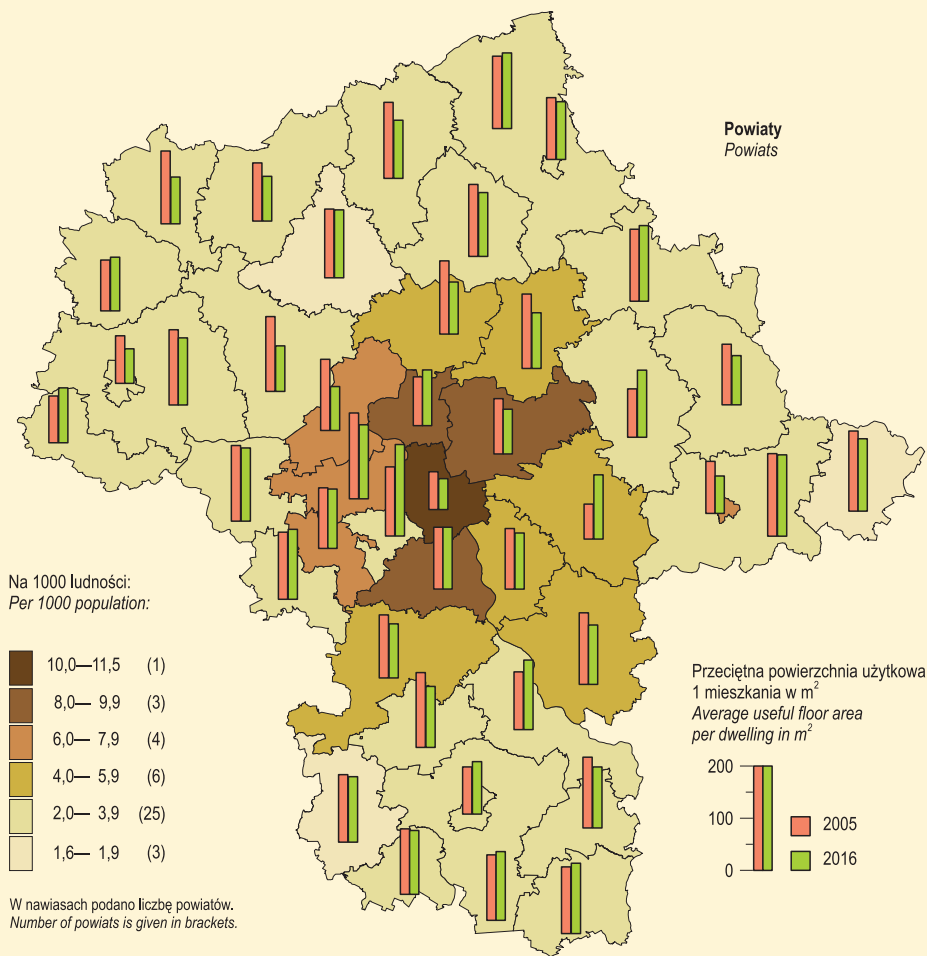 Powiaty
Powiats
Na 1000 ludności:
Per 1000 population:
10,0—11,5 (1)
8,0— 9,9 (3)
6,0— 7,9 (4)
4,0— 5,9 (6)
2,0— 3,9 (25)
1,6— 1,9 (3)
W nawiasach podano liczbę powiatów.
Number of powiats is given in brackets.
Przeciętna powierzchnia użytkowa
1 mieszkania w m²
Average useful floor area
per dwelling in m²
200
100
0
2005
2016